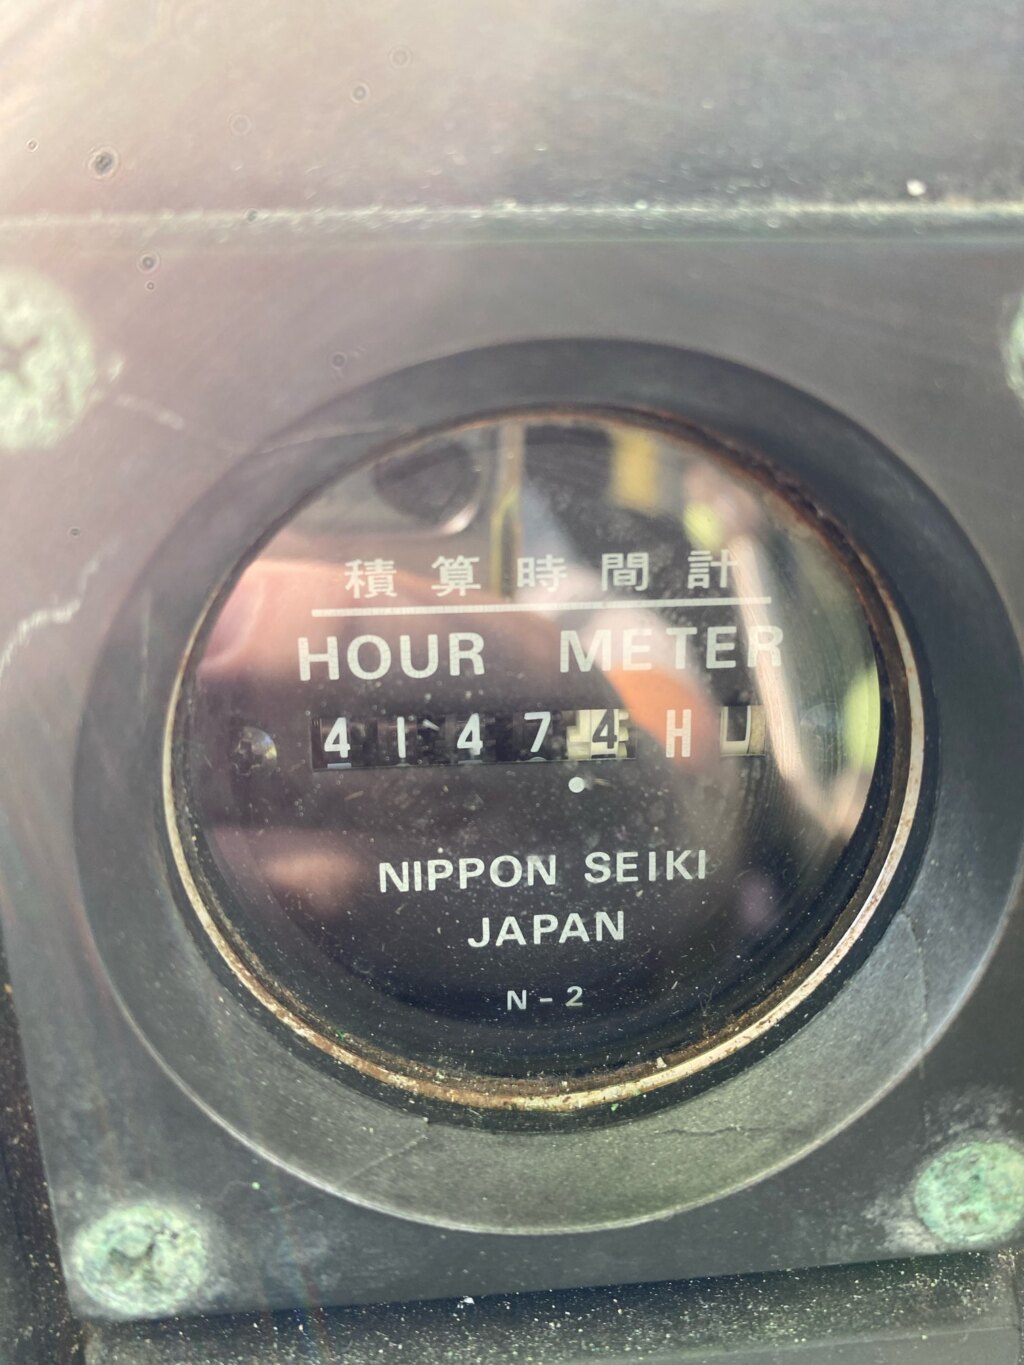 積算時間計
HOUR METER
41474 H
NIPPON SEIKI
JAPAN
N-2